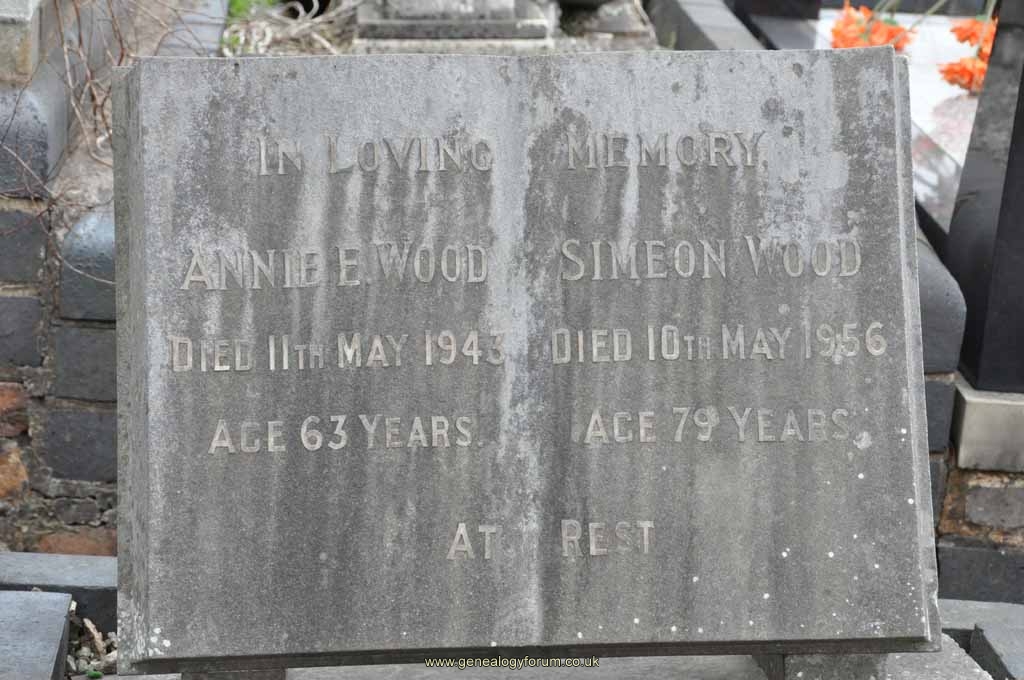 IN LOVING MEMORY
ANNIE E. WOOD
DIED 11TH MAY 1943
AGE 63 YEARS.
SIMEON WOOD
DIED 10TH MAY 1956
AGE 79 YEARS
AT REST
www.genealogyforum.co.uk